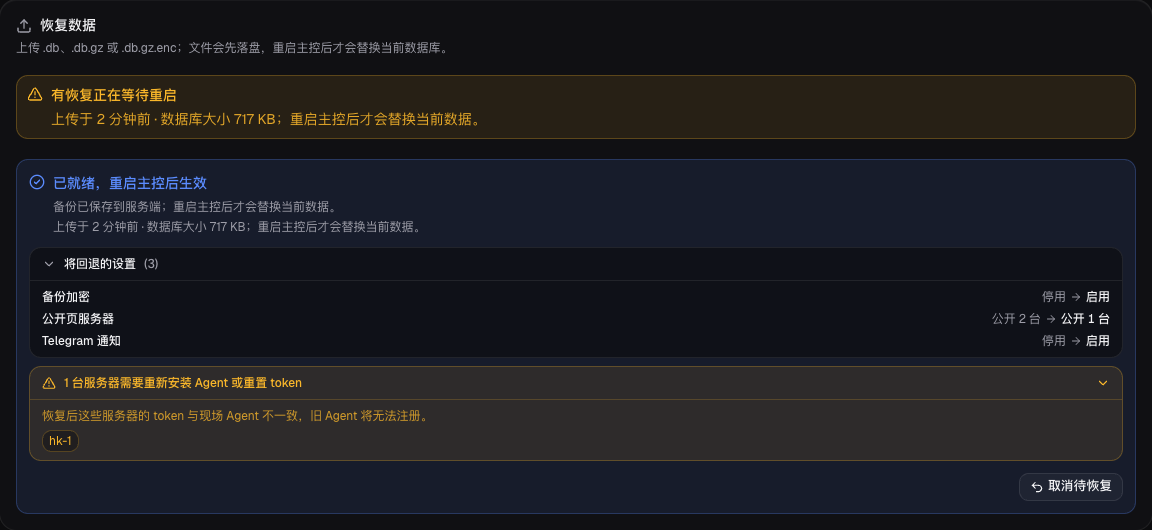 恢复数据
上传 .db、.db.gz 或 .db.gz.enc；文件会先落盘，重启主控后才会替换当前数据库。
有恢复正在等待重启
上传于 2 分钟前 · 数据库大小 717 KB；重启主控后才会替换当前数据。
已就绪，重启主控后生效
备份已保存到服务端；重启主控后才会替换当前数据。
上传于 2 分钟前 · 数据库大小 717 KB；重启主控后才会替换当前数据。
将回退的设置 (3)
备份加密 停用 → 启用
公开页服务器 公开 2 台 → 公开 1 台
Telegram 通知 停用 → 启用
1 台服务器需要重新安装 Agent 或重置 token
恢复后这些服务器的 token 与现场 Agent 不一致，旧 Agent 将无法注册。
hk-1
取消待恢复